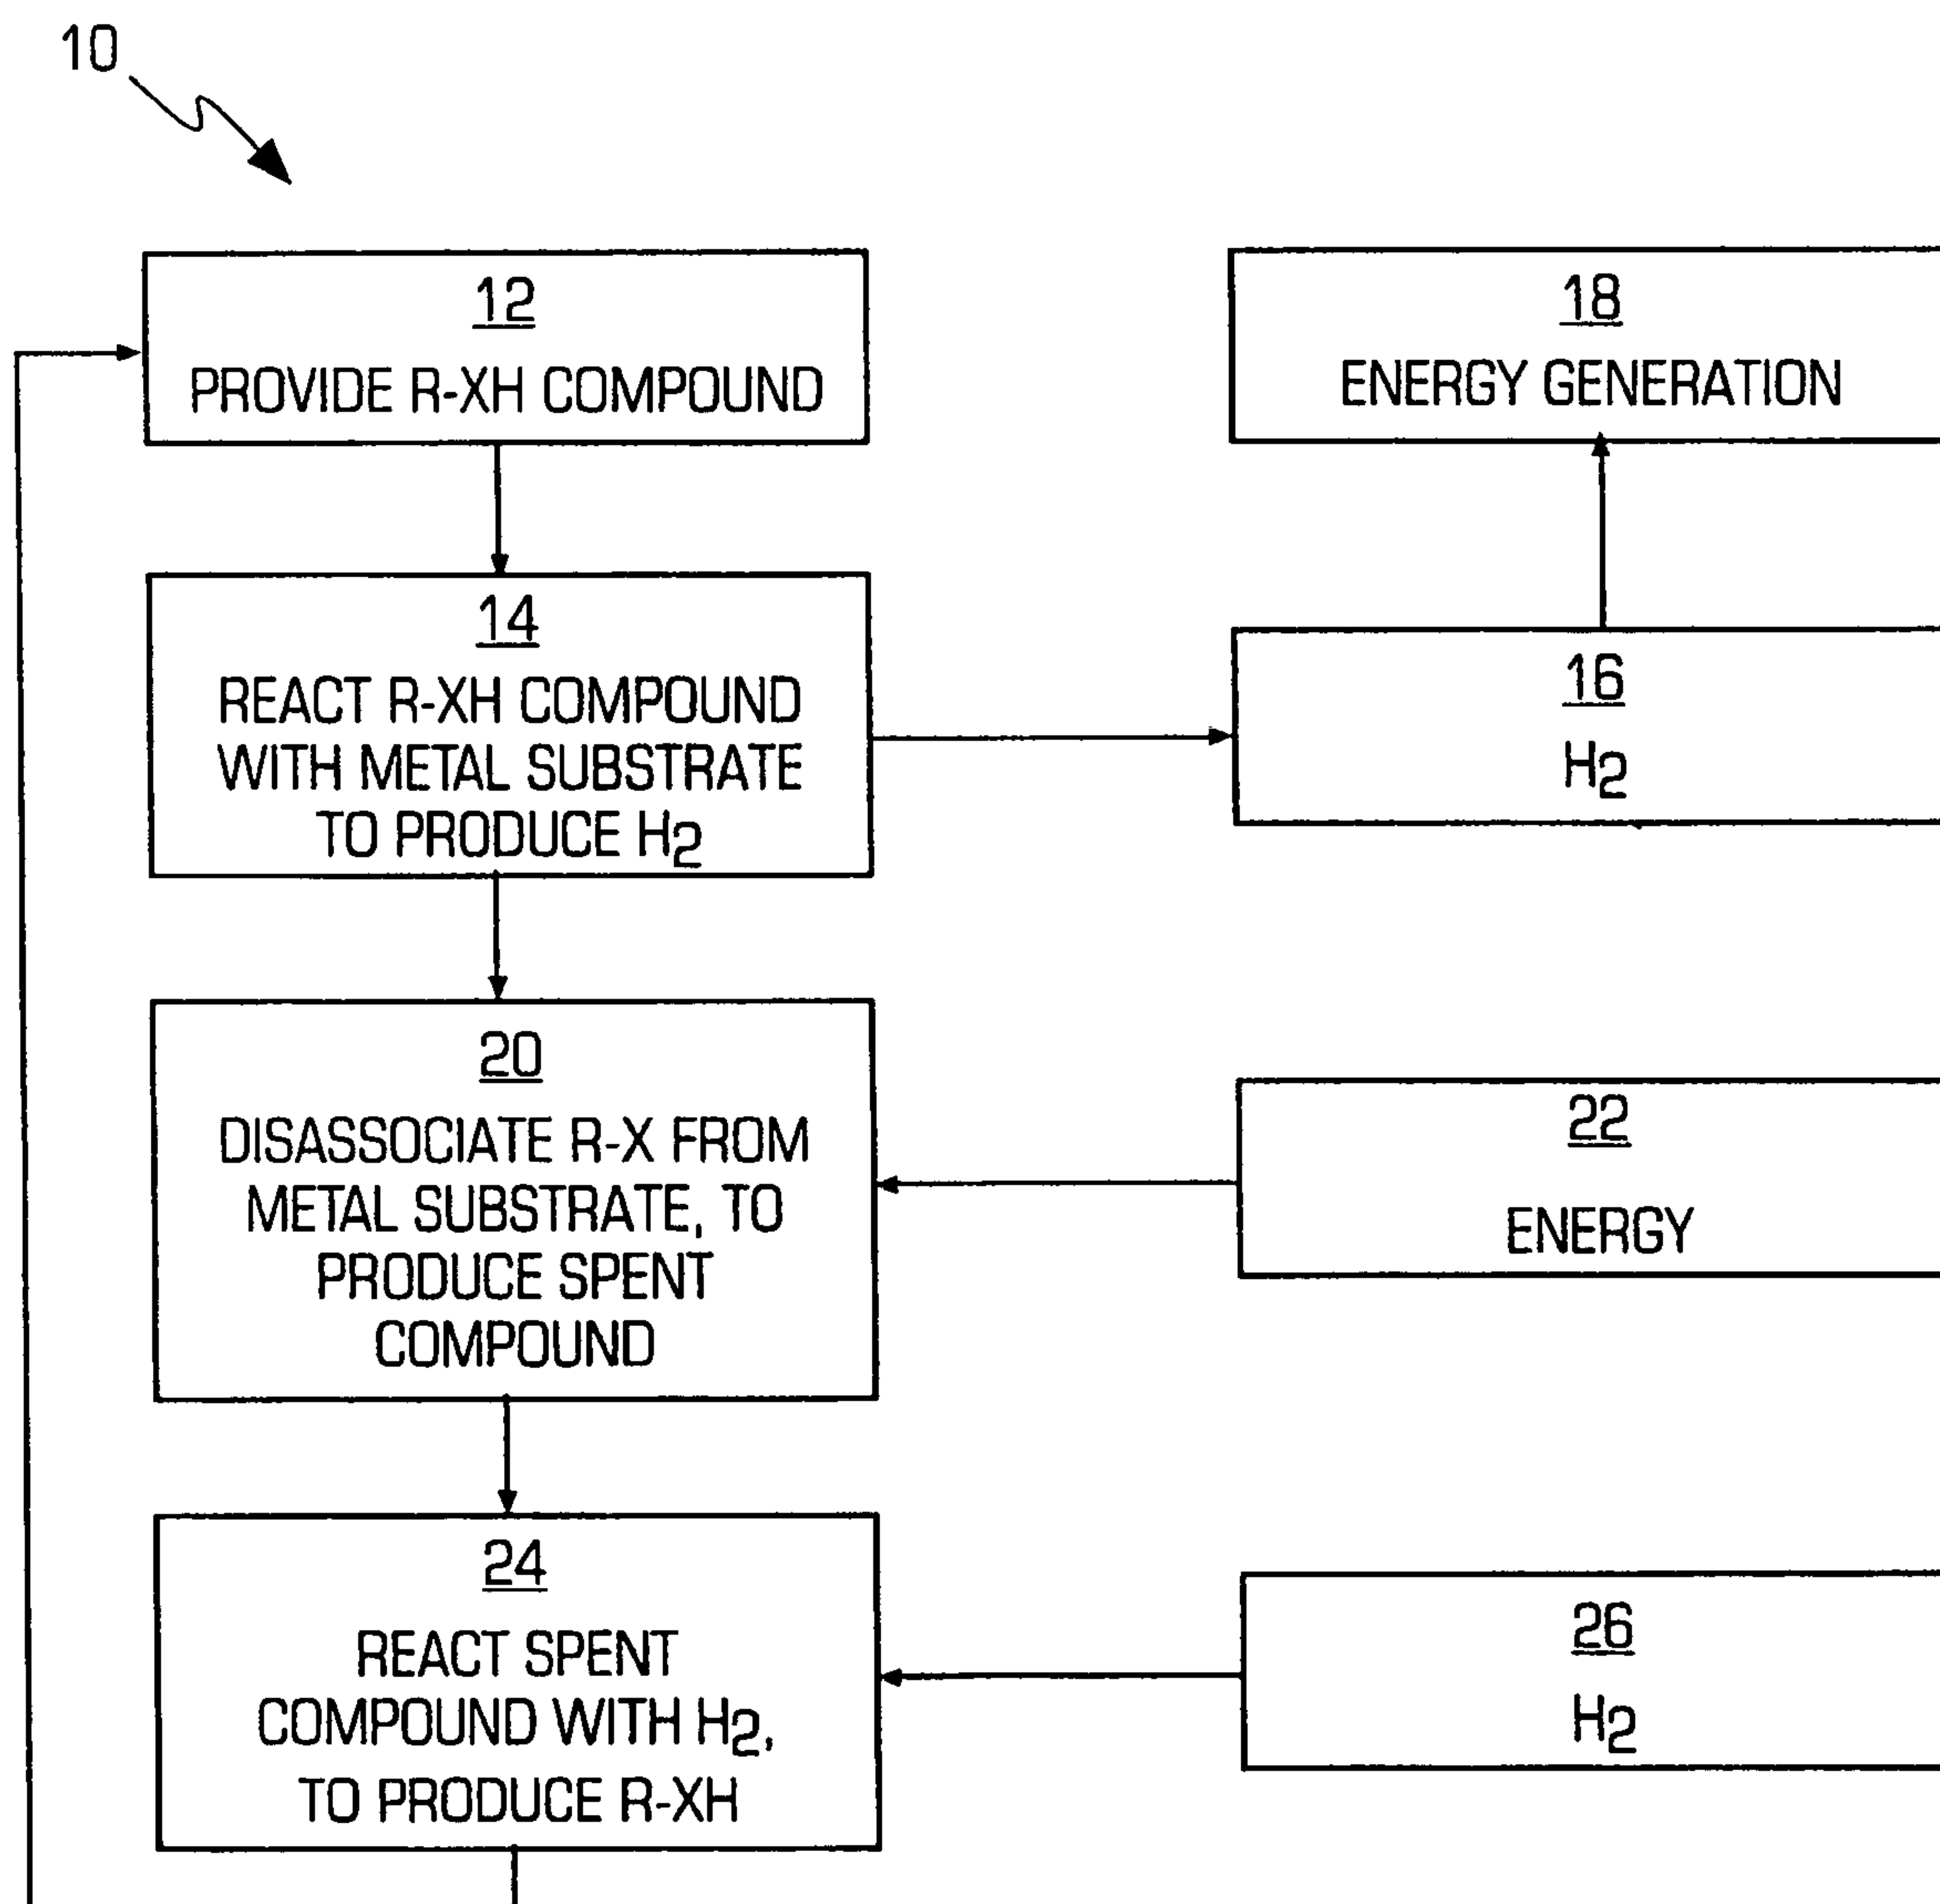 10
12
PROVIDE R-XH COMPOUND
18
ENERGY GENERATION
14
REACT R-XH COMPOUND
WITH METAL SUBSTRATE
TO PRODUCE H2
16
H2
20
DISASSOCIATE R-X FROM
METAL SUBSTRATE, TO
PRODUCE SPENT
COMPOUND
22
ENERGY
24
REACT SPENT
COMPOUND WITH H2,
TO PRODUCE R-XH
26
H2